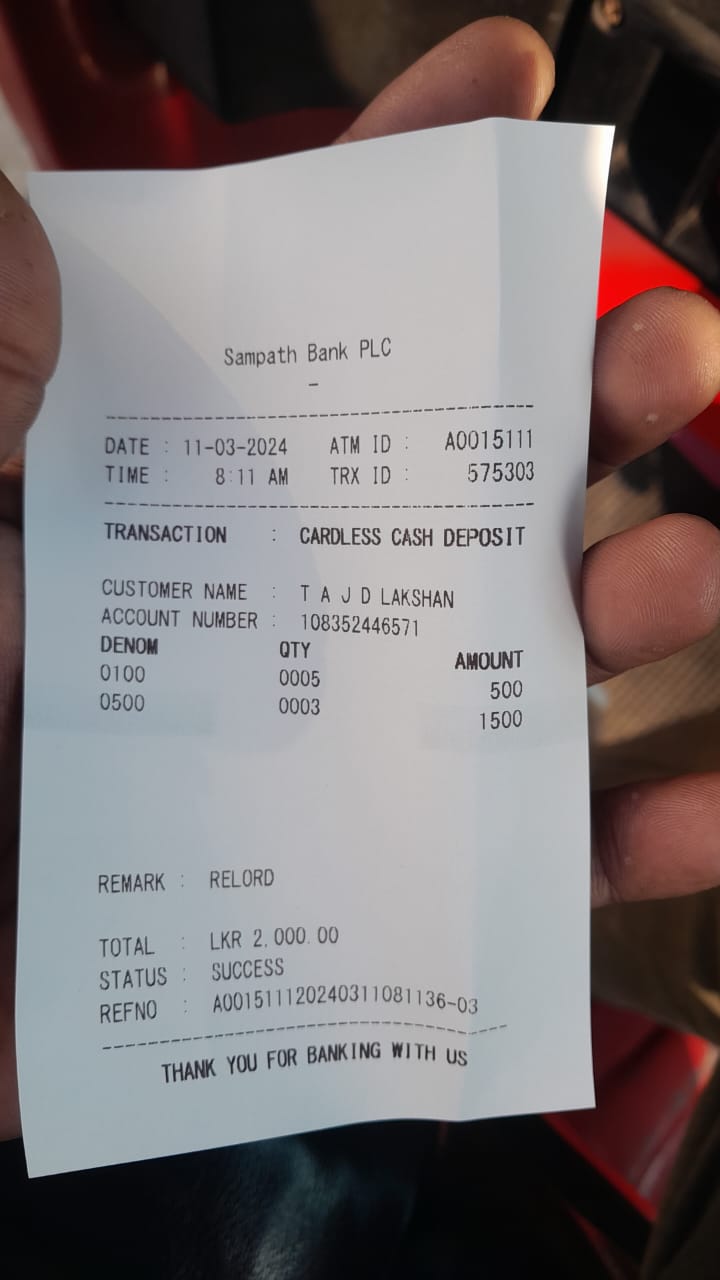 Sampath Bank PLC
-
DATE : 11-03-2024 ATM ID : A0015111
TIME : 8:11 AM TRX ID : 575303
TRANSACTION : CARDLESS CASH DEPOSIT
CUSTOMER NAME : T A J D LAKSHAN
ACCOUNT NUMBER : 108352446571
DENOM QTY AMOUNT
0100 0005 500
0500 0003 1500
REMARK : RELORD
TOTAL : LKR 2,000.00
STATUS : SUCCESS
REFNO : A001511120240311081136-03
THANK YOU FOR BANKING WITH US